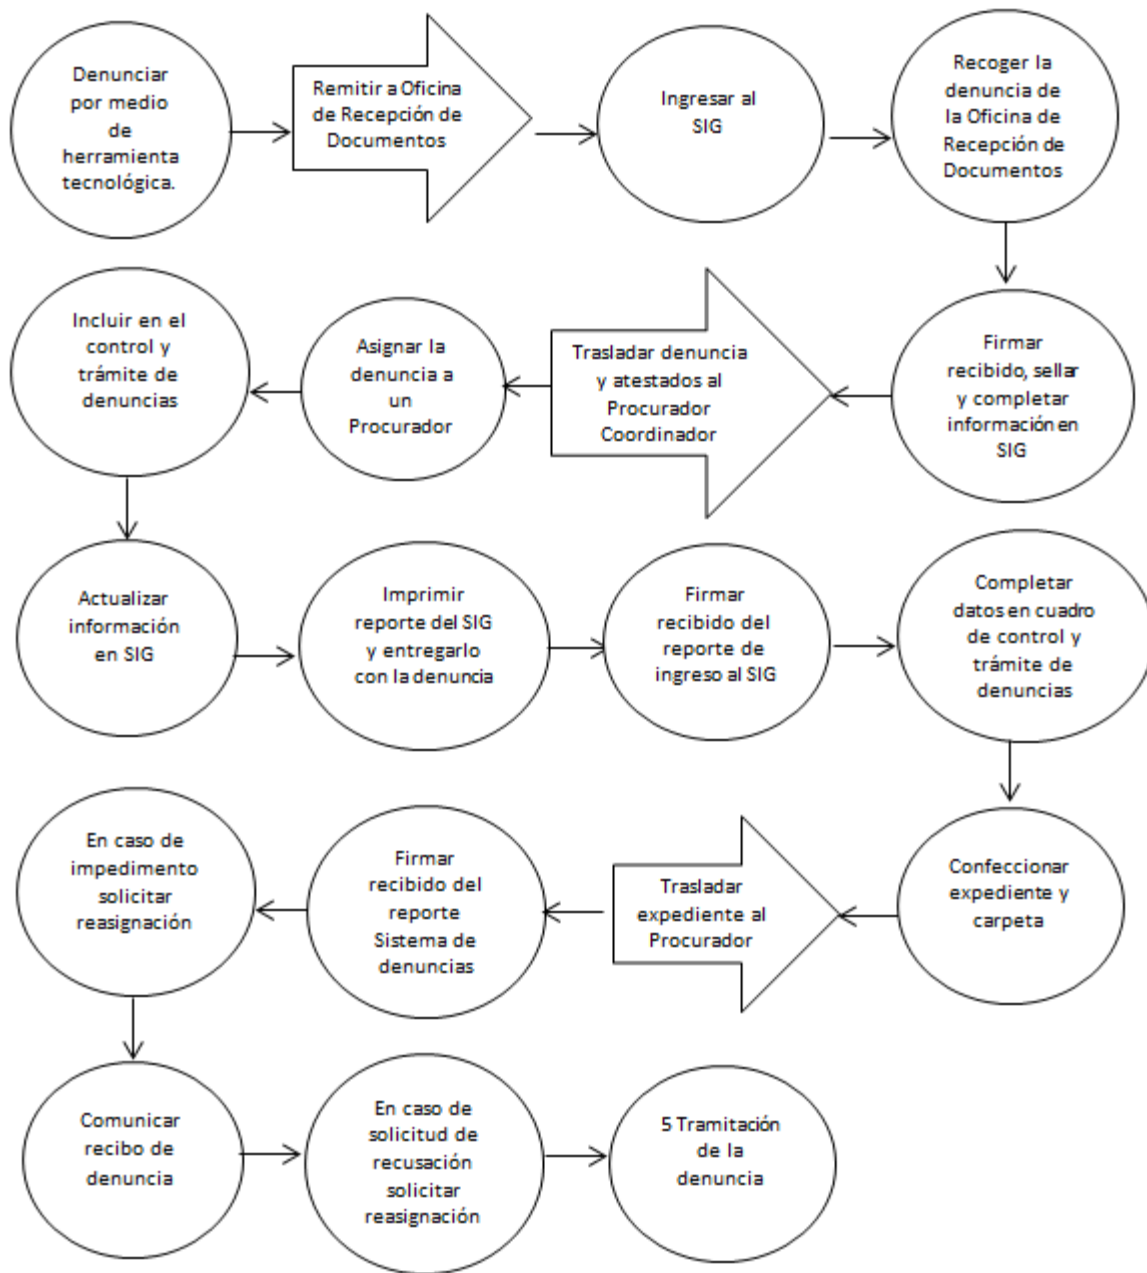 Denunciar
por medio
de
herramienta
tecnológica.
Remitir a Oficina
de Recepción de
Documentos
Ingresar al
SIG
Recoger la
denuncia de
la Oficina de
Recepción de
Documentos
Firmar
recibido, sellar
y completar
información en
SIG
Trasladar denuncia
y atestados al
Procurador
Coordinador
Asignar la
denuncia a
un
Procurador
Incluir en el
control y
trámite de
denuncias
Actualizar
información
en SIG
Imprimir
reporte del SIG
y entregarlo
con la denuncia
Firmar
recibido del
reporte de
ingreso al SIG
Completar
datos en cuadro
de control y
trámite de
denuncias
Confeccionar
expediente y
carpeta
Trasladar
expediente al
Procurador
Firmar
recibido del
reporte
Sistema de
denuncias
En caso de
impedimento
solicitar
reasignación
Comunicar
recibo de
denuncia
En caso de
solicitud de
recusación
solicitar
reasignación
5 Tramitación
de la
denuncia